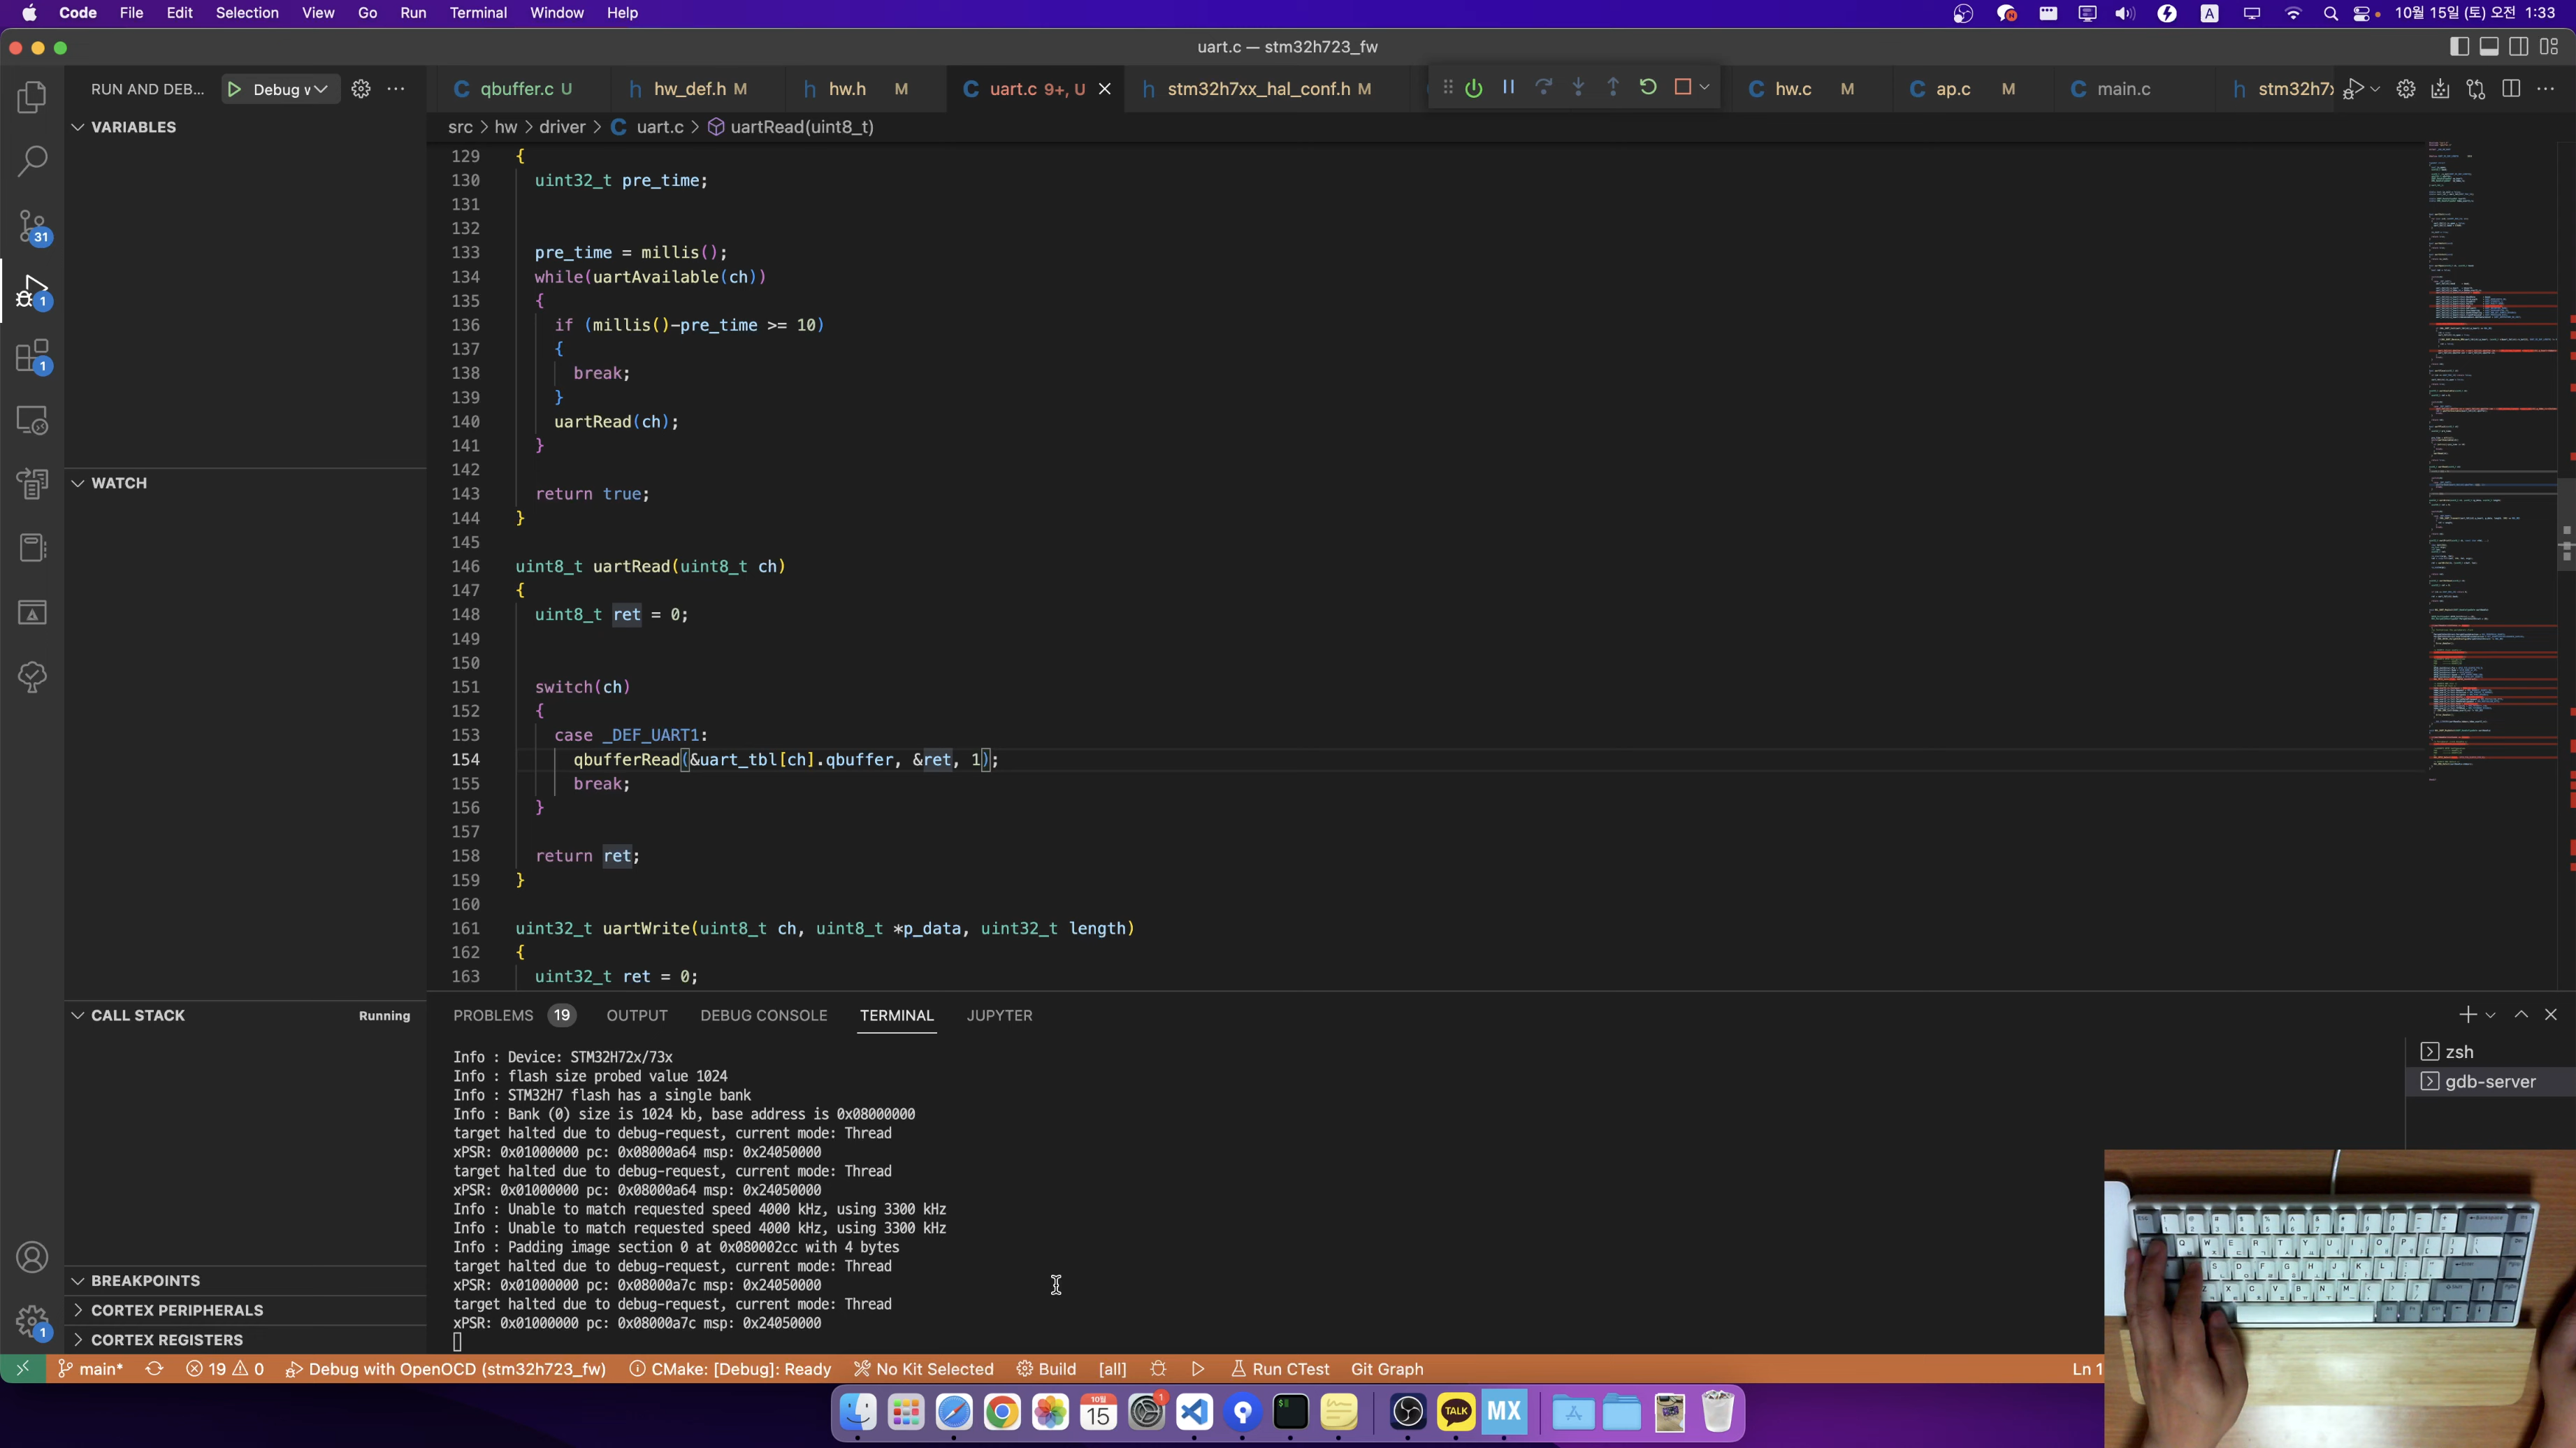 Code File Edit Selection View Go Run Terminal Window Help
10월 15일 (토) 오전 1:33
uart.c — stm32h723_fw
RUN AND DEB...
Debug v
qbuffer.c U
hw_def.h M
hw.h M
uart.c 9+, U
stm32h7xx_hal_conf.h M
hw.c M
ap.c M
main.c
stm32h7x
VARIABLES
src > hw > driver > uart.c > uartRead(uint8_t)
129 {
130 uint32_t pre_time;
131
132
133 pre_time = millis();
134 while(uartAvailable(ch))
135 {
136 if (millis()-pre_time >= 10)
137 {
138 break;
139 }
140 uartRead(ch);
141 }
142
143 return true;
144 }
145
146 uint8_t uartRead(uint8_t ch)
147 {
148 uint8_t ret = 0;
149
150
151 switch(ch)
152 {
153 case _DEF_UART1:
154 qbufferRead(&uart_tbl[ch].qbuffer, &ret, 1);
155 break;
156 }
157
158 return ret;
159 }
160
161 uint32_t uartWrite(uint8_t ch, uint8_t *p_data, uint32_t length)
162 {
163 uint32_t ret = 0;
31
1
1
WATCH
CALL STACK
Running
BREAKPOINTS
CORTEX PERIPHERALS
CORTEX REGISTERS
1
PROBLEMS 19 OUTPUT DEBUG CONSOLE TERMINAL JUPYTER
Info : Device: STM32H72x/73x
Info : flash size probed value 1024
Info : STM32H7 flash has a single bank
Info : Bank (0) size is 1024 kb, base address is 0x08000000
target halted due to debug-request, current mode: Thread
xPSR: 0x01000000 pc: 0x08000a64 msp: 0x24050000
target halted due to debug-request, current mode: Thread
xPSR: 0x01000000 pc: 0x08000a64 msp: 0x24050000
Info : Unable to match requested speed 4000 kHz, using 3300 kHz
Info : Unable to match requested speed 4000 kHz, using 3300 kHz
Info : Padding image section 0 at 0x080002cc with 4 bytes
target halted due to debug-request, current mode: Thread
xPSR: 0x01000000 pc: 0x08000a7c msp: 0x24050000
target halted due to debug-request, current mode: Thread
xPSR: 0x01000000 pc: 0x08000a7c msp: 0x24050000
zsh
gdb-server
main* 19 0 Debug with OpenOCD (stm32h723_fw) CMake: [Debug]: Ready No Kit Selected Build [all] Run CTest Git Graph
Ln 1
10월
15
1
TALK
MX